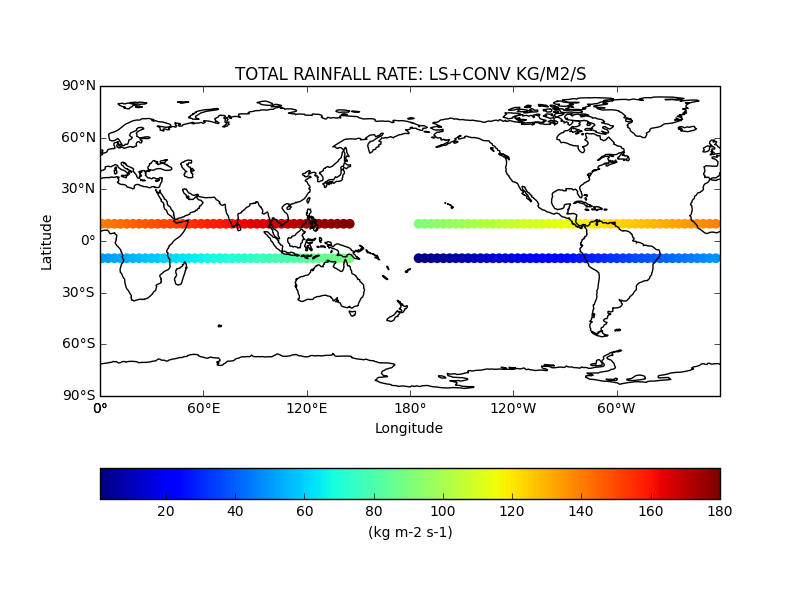 TOTAL RAINFALL RATE: LS+CONV KG/M2/S
90°N
60°N
30°N
0°
30°S
60°S
90°S
Latitude
0° 60°E 120°E 180° 120°W 60°W
Longitude
20 40 60 80 100 120 140 160 180
(kg m-2 s-1)